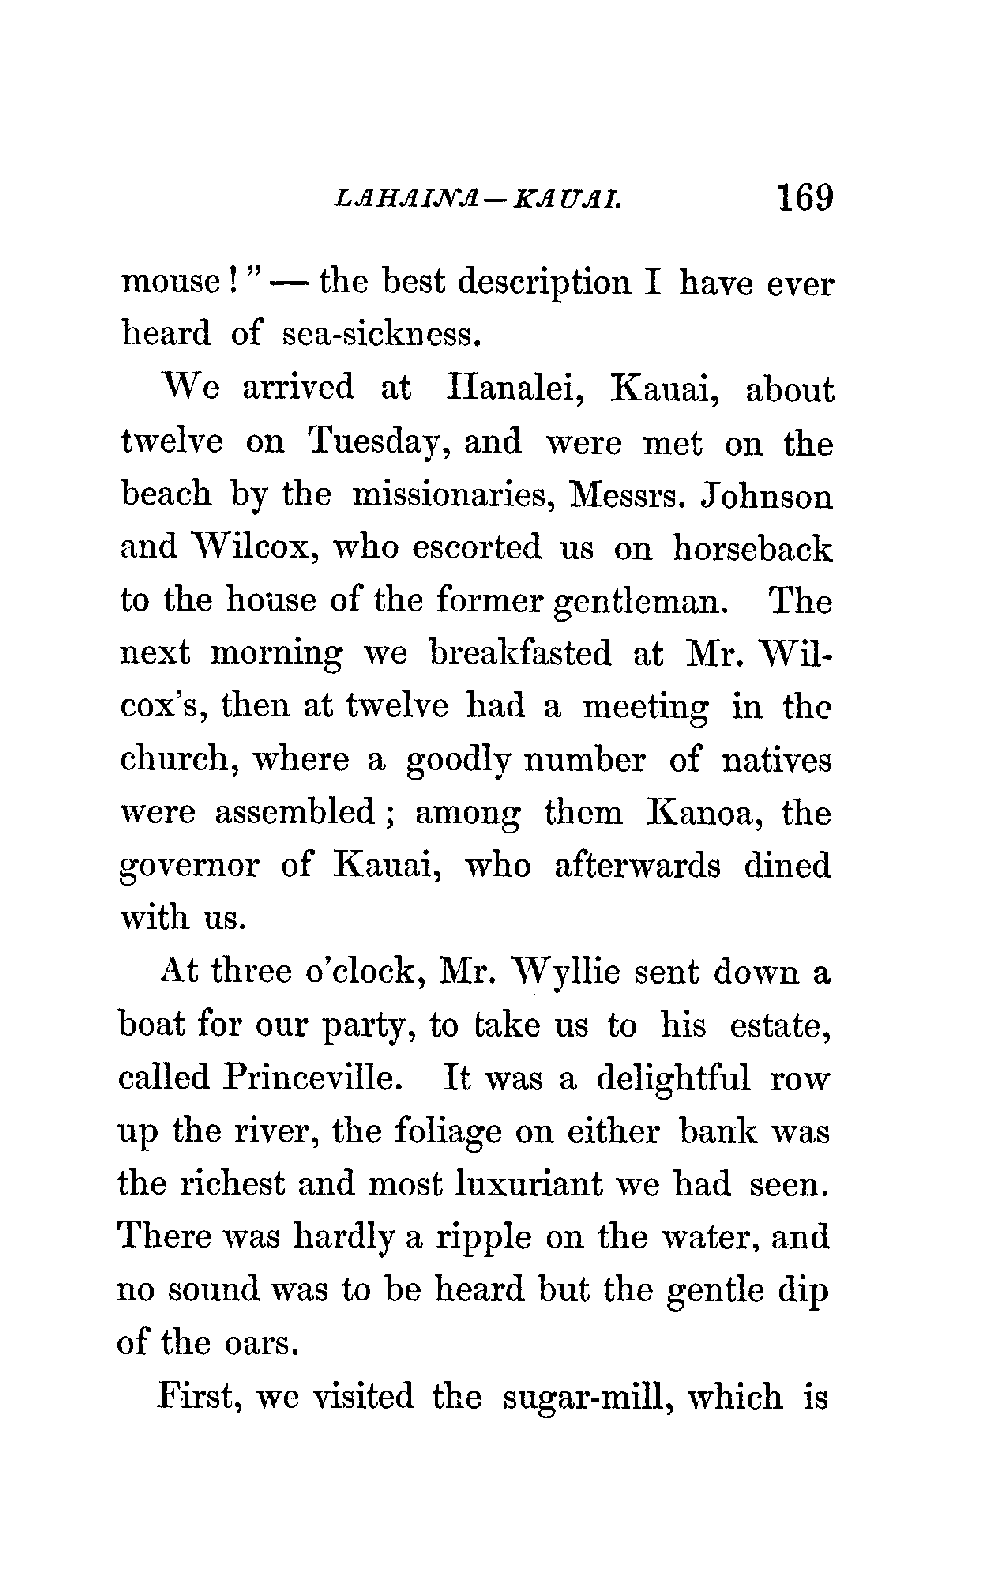 LAHAINA—KAUAI. 169
mouse!" — the best description I have ever
heard of sea-sickness.
We arrived at Hanalei, Kauai, about
twelve on Tuesday, and were met on the
beach by the missionaries, Messrs. Johnson
and Wilcox, who escorted us on horseback
to the house of the former gentleman. The
next morning we breakfasted at Mr. Wil-
cox's, then at twelve had a meeting in the
church, where a goodly number of natives
were assembled; among them Kanoa, the
governor of Kauai, who afterwards dined
with us.
At three o'clock, Mr. Wyllie sent down a
boat for our party, to take us to his estate,
called Princeville. It was a delightful row
up the river, the foliage on either bank was
the richest and most luxuriant we had seen.
There was hardly a ripple on the water, and
no sound was to be heard but the gentle dip
of the oars.
First, we visited the sugar-mill, which is